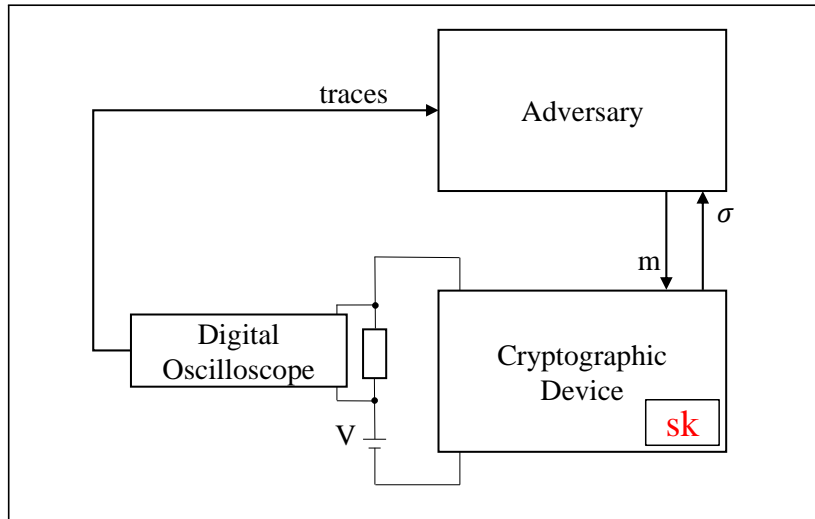 traces
Adversary
σ
m
Digital
Oscilloscope
Cryptographic
Device
V
sk